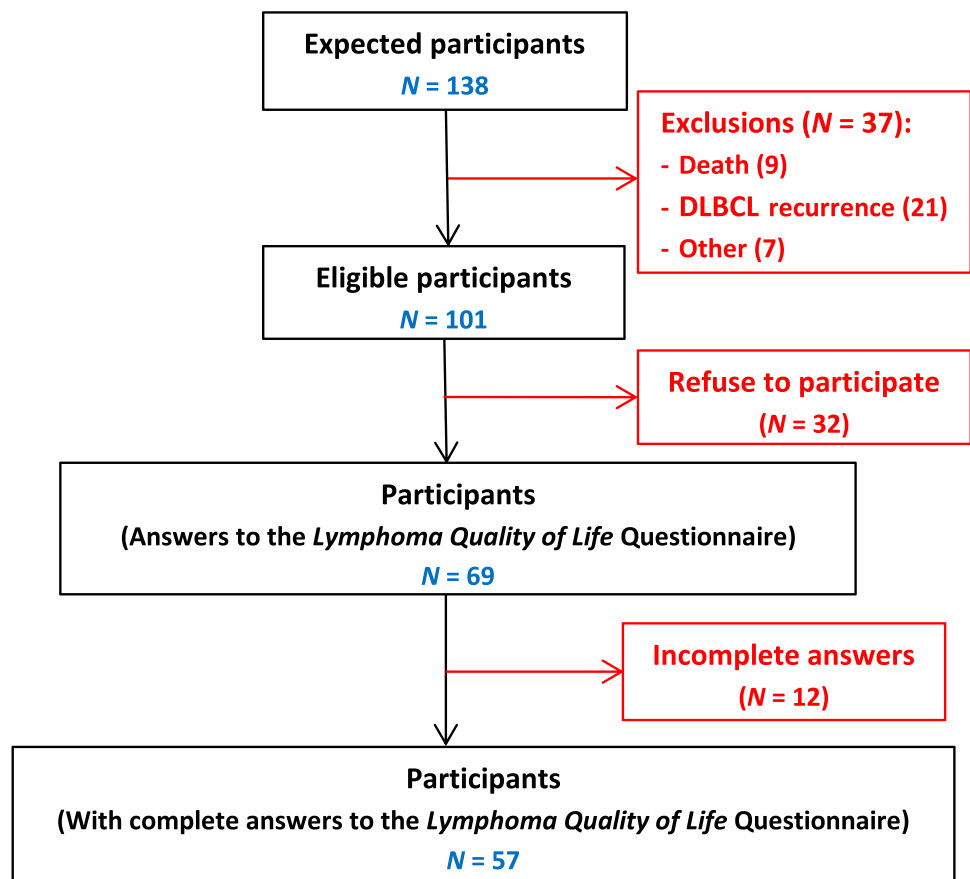 Expected participants
N = 138
Exclusions (N = 37):
- Death (9)
- DLBCL recurrence (21)
- Other (7)
Eligible participants
N = 101
Refuse to participate
(N = 32)
Participants
(Answers to the Lymphoma Quality of Life Questionnaire)
N = 69
Incomplete answers
(N = 12)
Participants
(With complete answers to the Lymphoma Quality of Life Questionnaire)
N = 57